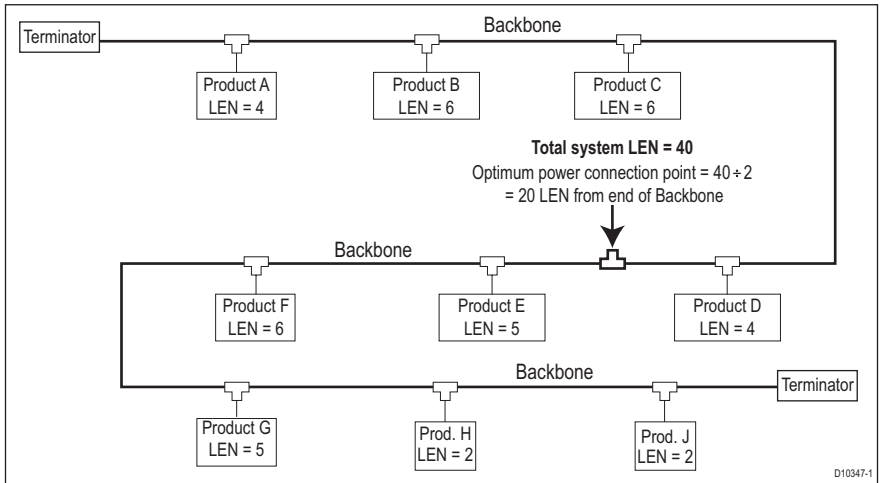 Backbone
Terminator
Product A
LEN = 4
Product B
LEN = 6
Product C
LEN = 6
Total system LEN = 40
Optimum power connection point = 40÷2
= 20 LEN from end of Backbone
Backbone
Product F
LEN = 6
Product E
LEN = 5
Product D
LEN = 4
Backbone
Terminator
Product G
LEN = 5
Prod. H
LEN = 2
Prod. J
LEN = 2
D10347-1